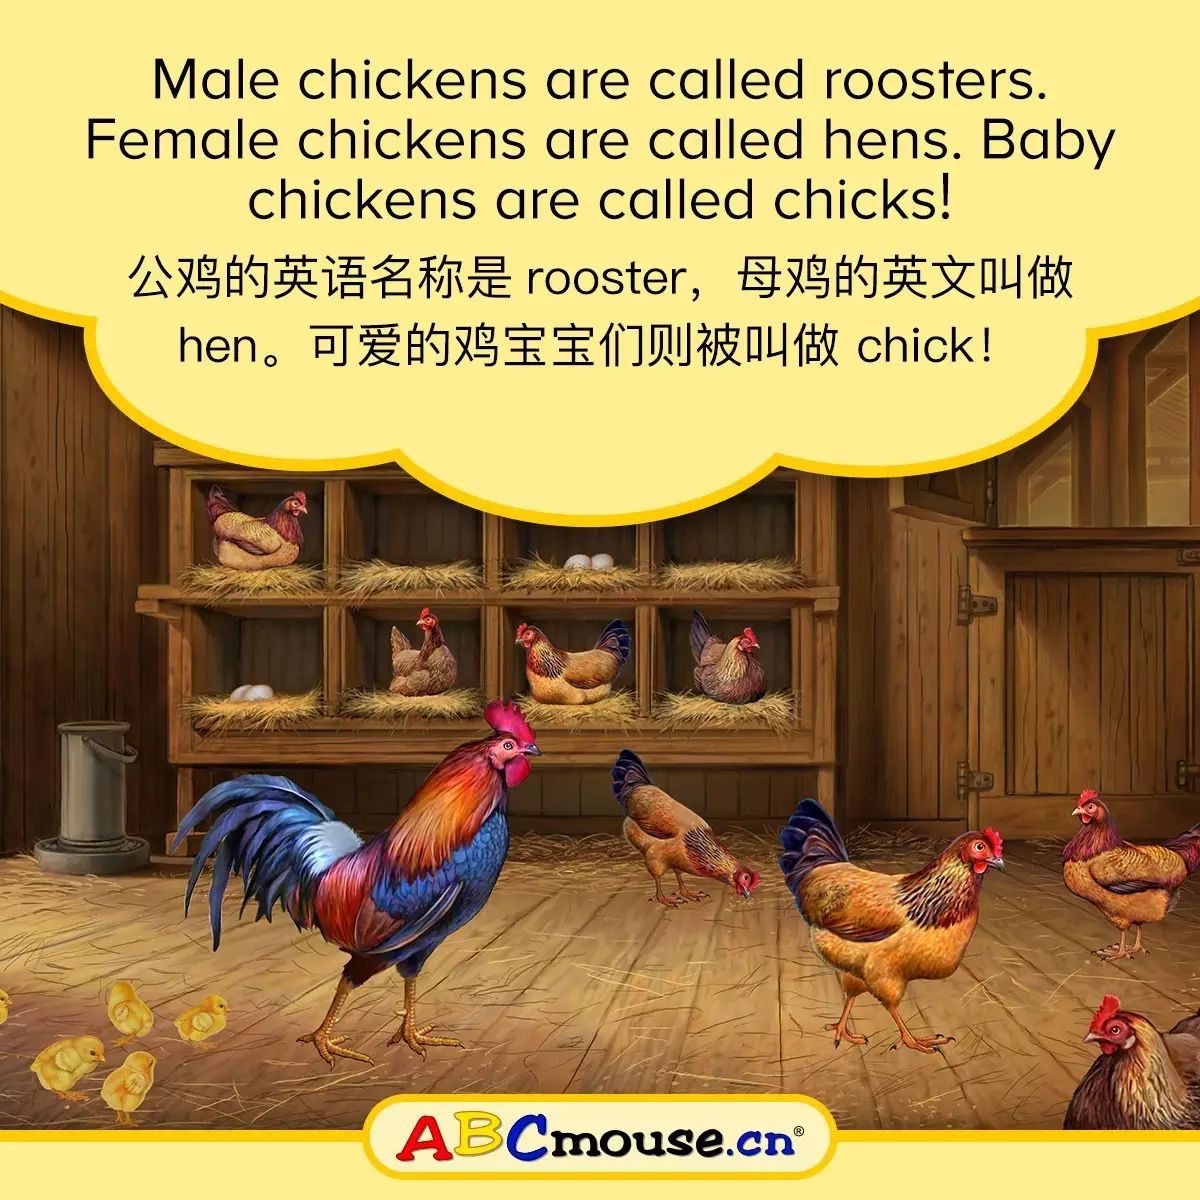 Male chickens are called roosters.
Female chickens are called hens. Baby
chickens are called chicks!
公鸡的英语名称是 rooster，母鸡的英文叫做
hen。可爱的鸡宝宝们则被叫做 chick！
ABCmouse.cn®